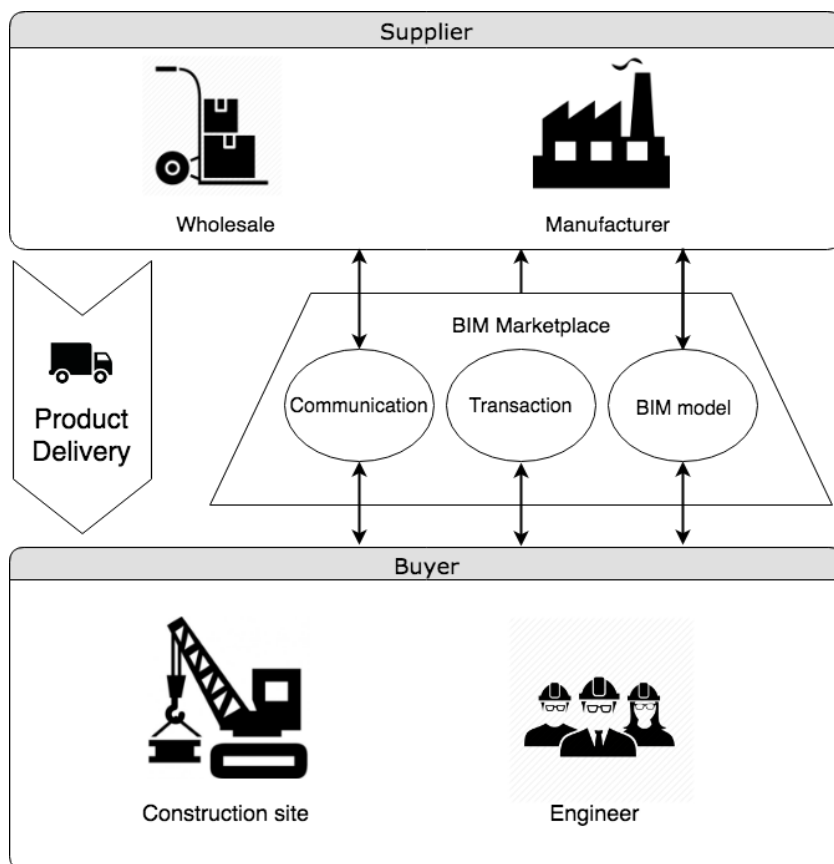 Supplier
Wholesale
Manufacturer
BIM Marketplace
Communication
Transaction
BIM model
Product
Delivery
Buyer
Construction site
Engineer